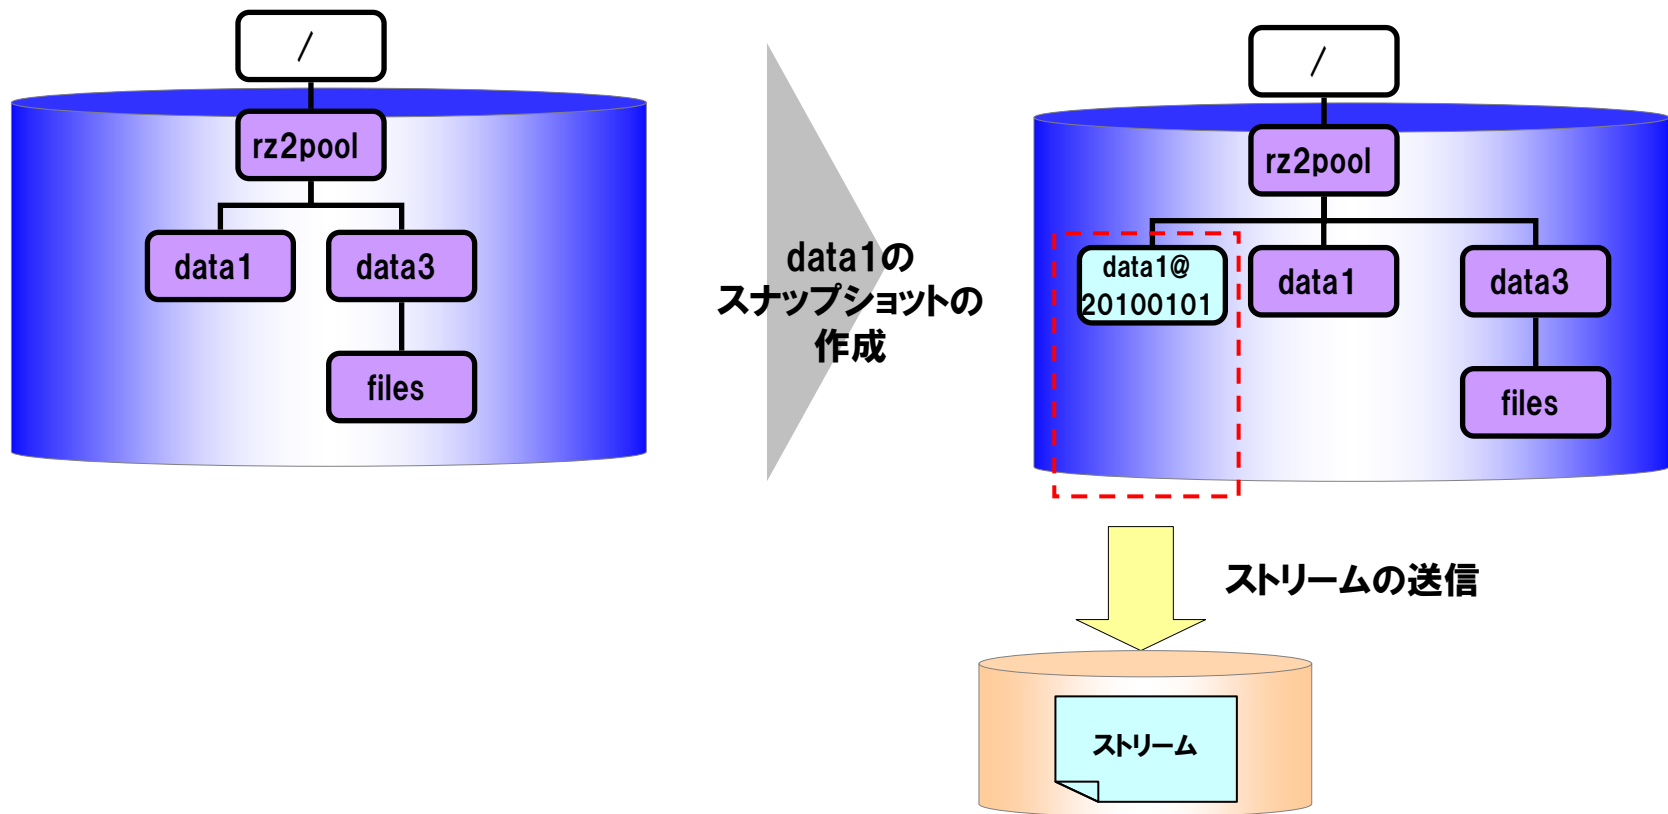 /
rz2pool
data1
data3
files
data1の
スナップショットの
作成
/
rz2pool
data1@
20100101
data1
data3
files
ストリームの送信
ストリーム